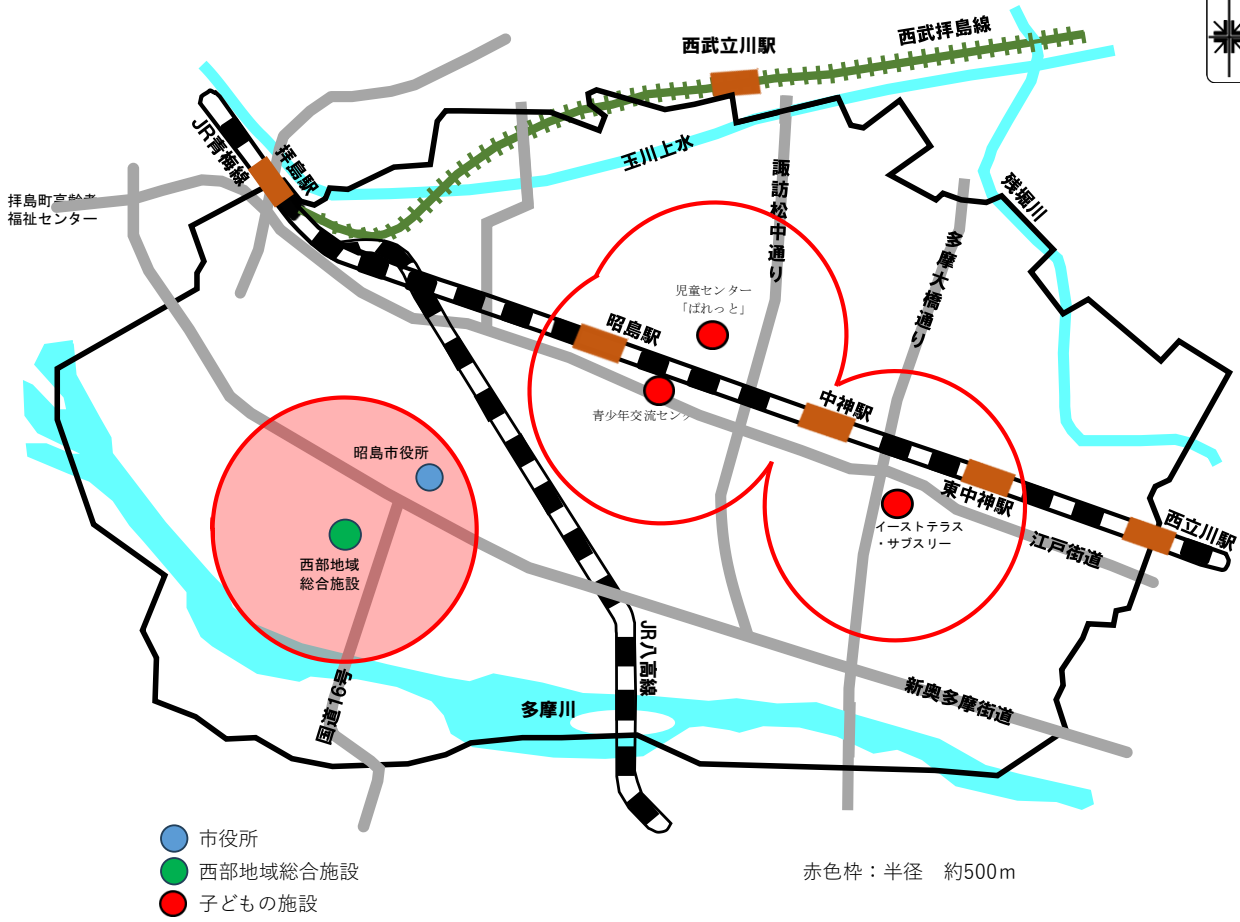 西武立川駅
西武拝島線
JR青梅線
拝島駅
玉川上水
諏訪松中通り
残堀川
拝島町高齢者
福祉センター
多摩大橋通り
児童センター
「ぱれっと」
昭島駅
中神駅
青少年交流センタ
昭島市役所
東中神駅
イーストテラス
・サブスリー
西立川駅
江戸街道
西部地域
総合施設
JR八高線
国道16号
多摩川
新奥多摩街道
市役所
西部地域総合施設
子どもの施設
赤色枠：半径　約500m